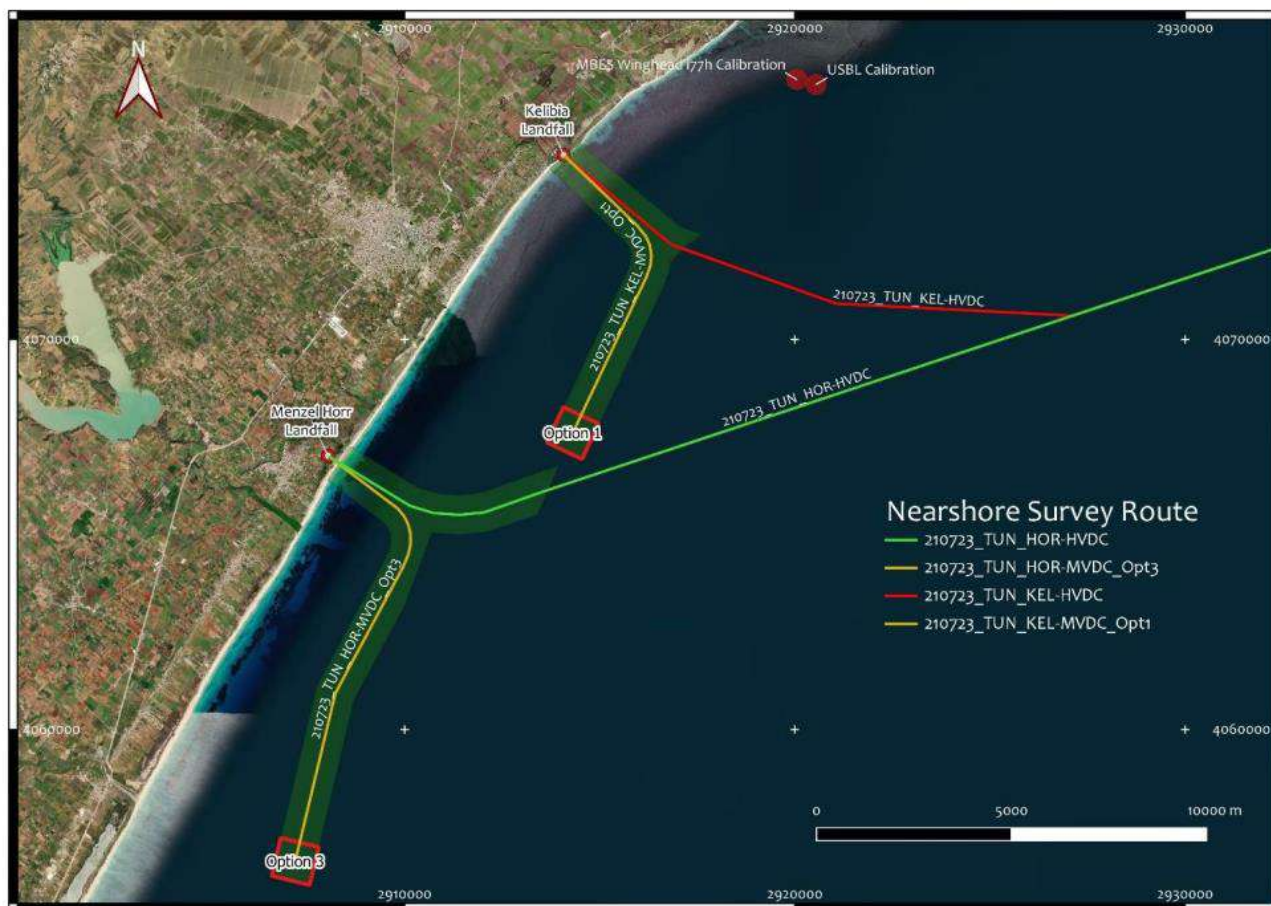 2910000
2920000
2930000
N
MBES Winghead i77h Calibration
USBL Calibration
Kelibia
Landfall
210723_TUN_KEL-MVDC_Opt1
210723_TUN_KEL-HVDC
4070000
4070000
210723_TUN_HOR-HVDC
Menzel Horr
Landfall
Option 1
Nearshore Survey Route
210723_TUN_HOR-HVDC
210723_TUN_HOR-MVDC_Opt3
210723_TUN_KEL-HVDC
210723_TUN_KEL-MVDC_Opt1
210723_TUN_HOR-MVDC_Opt3
4060000
4060000
0
5000
10000 m
Option 3
2910000
2920000
2930000